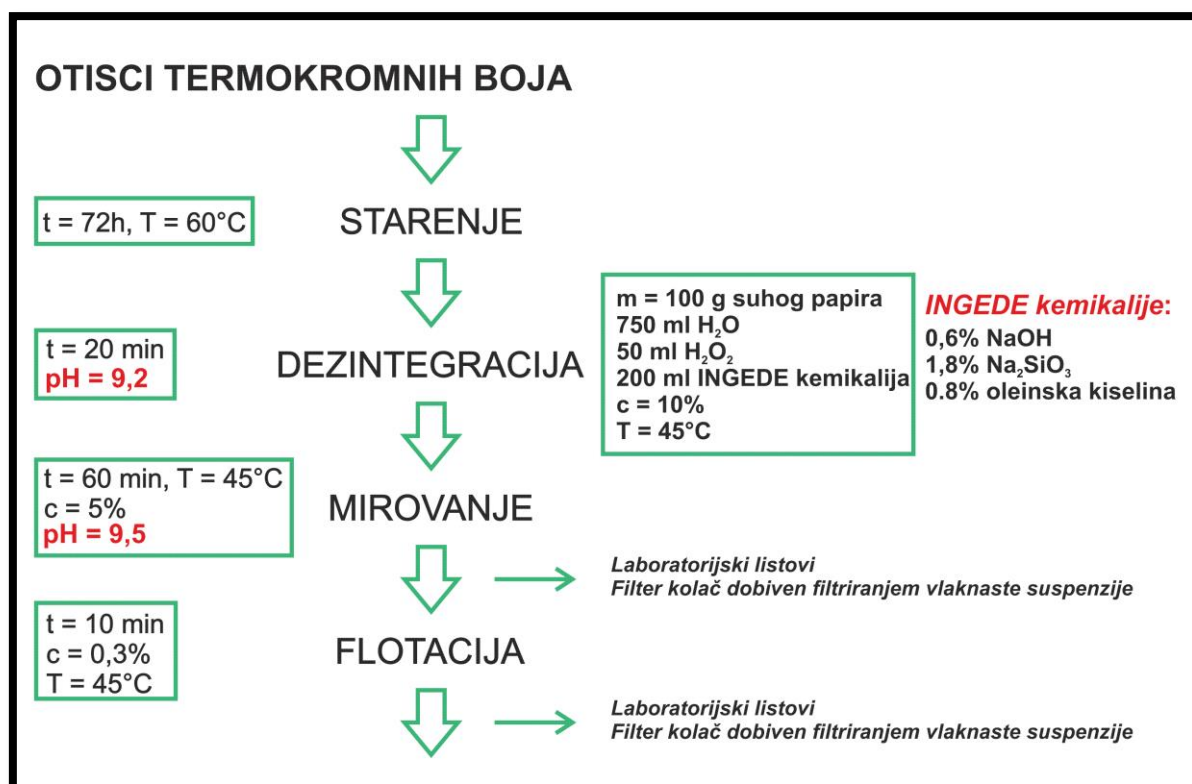 OTISCI TERMOKROMNIH BOJA
t = 72h, T = 60°C
STARENJE
t = 20 min
pH = 9,2
DEZINTEGRACIJA
m = 100 g suhog papira
750 ml H₂O
50 ml H₂O₂
200 ml INGEDE kemikalija
c = 10%
T = 45°C
INGEDE kemikalije:
0,6% NaOH
1,8% Na₂SiO₃
0.8% oleinska kiselina
t = 60 min, T = 45°C
c = 5%
pH = 9,5
MIROVANJE
Laboratorijski listovi
Filter kolač dobiven filtriranjem vlaknaste suspenzije
t = 10 min
c = 0,3%
T = 45°C
FLOTACIJA
Laboratorijski listovi
Filter kolač dobiven filtriranjem vlaknaste suspenzije